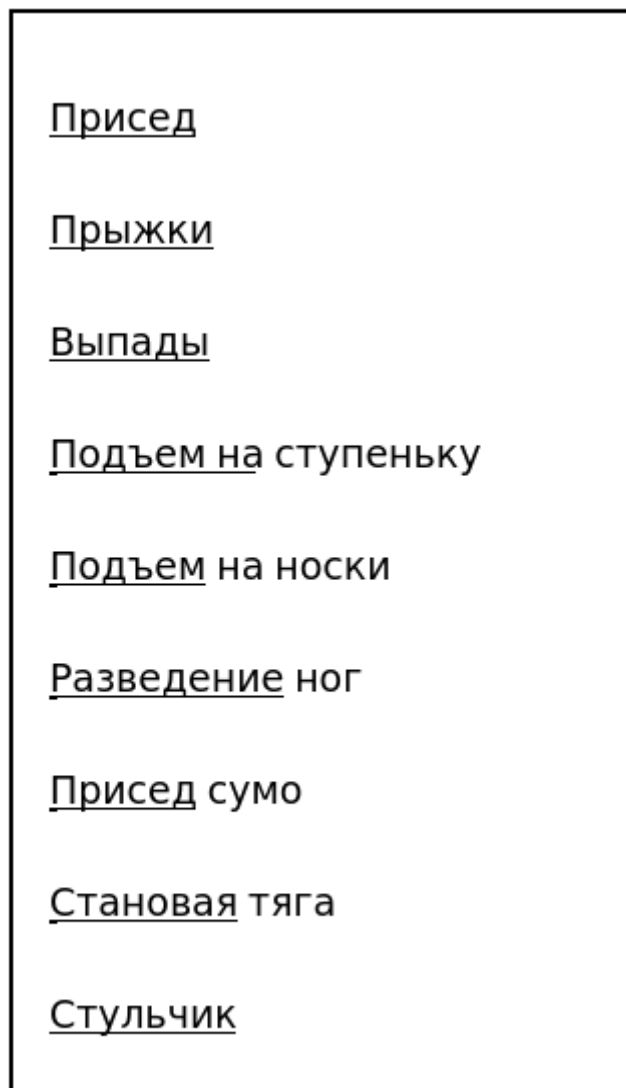 Присед
Прыжки
Выпады
Подъем на ступеньку
Подъем на носки
Разведение ног
Присед сумо
Становая тяга
Стульчик